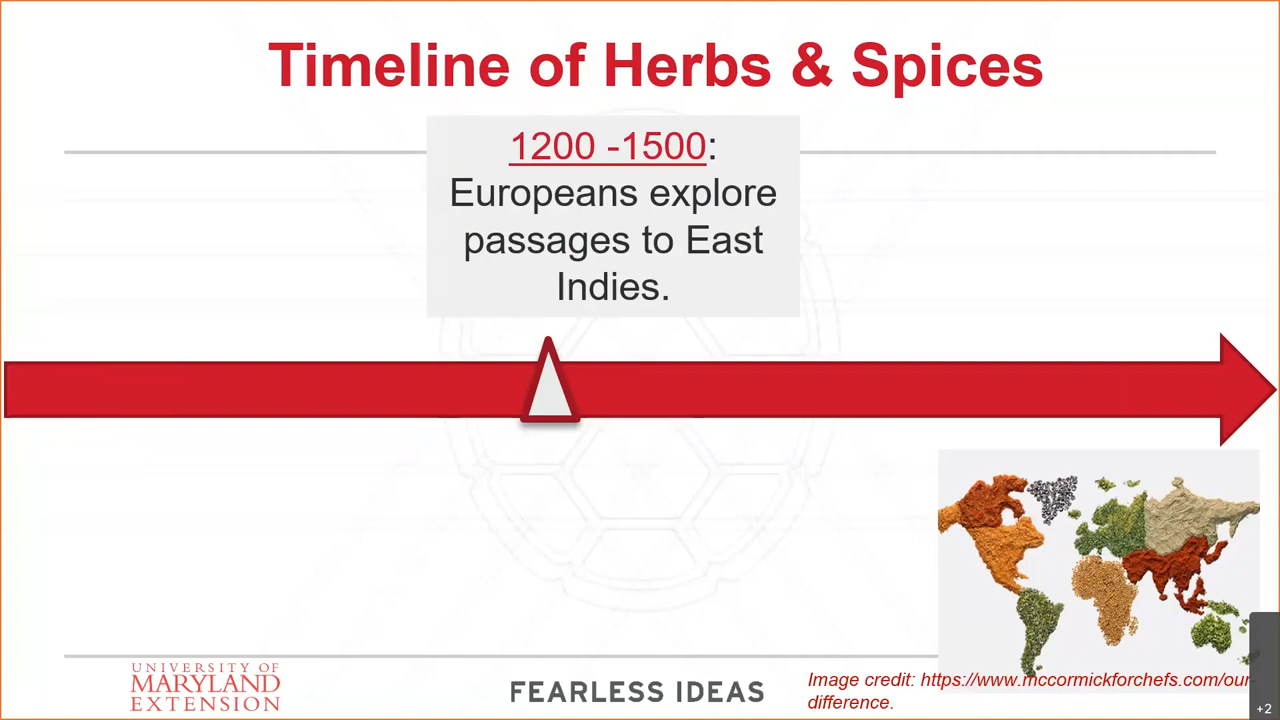 Timeline of Herbs & Spices
1200 -1500:
Europeans explore
passages to East
Indies.
UNIVERSITY OF
MARYLAND
EXTENSION
FEARLESS IDEAS
Image credit: https://www.mccormickforchefs.com/our-
difference.
+2